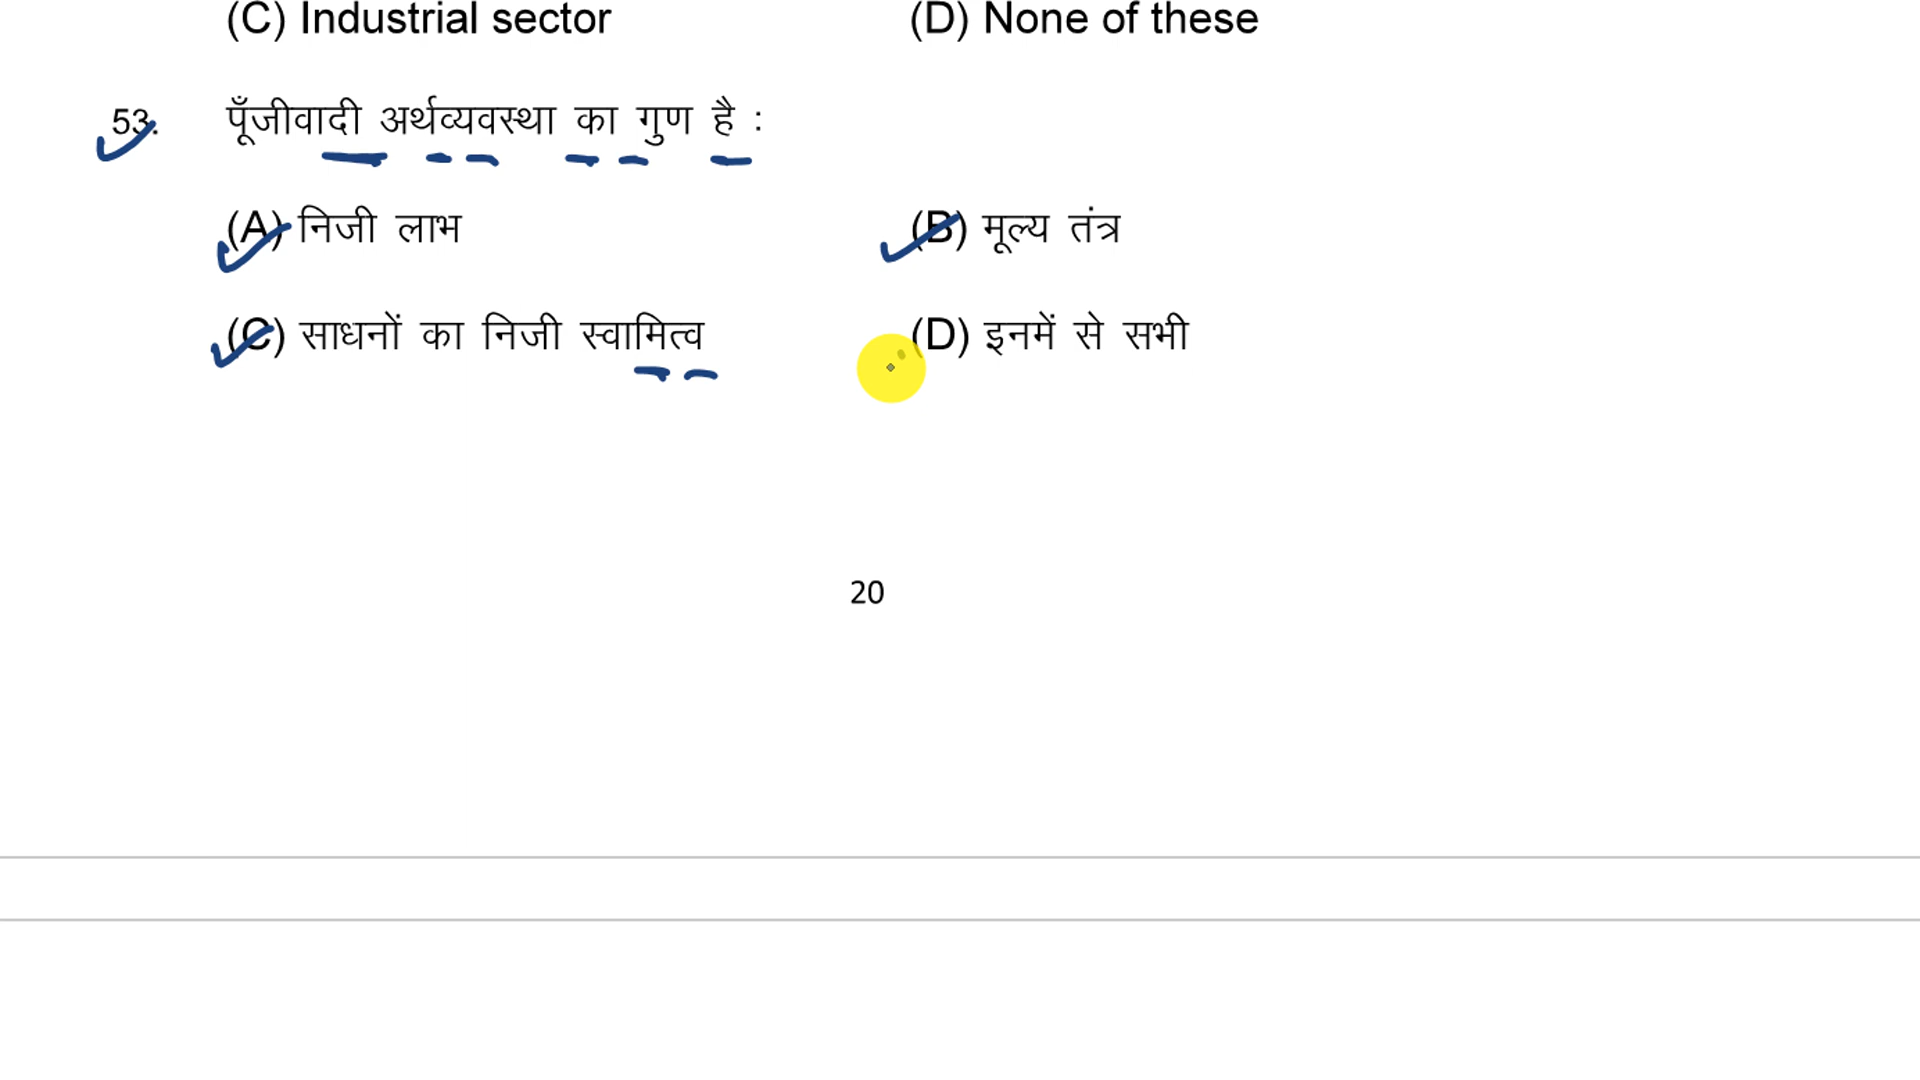 (C) Industrial sector (D) None of these
53. पूँजीवादी अर्थव्यवस्था का गुण है :
(A) निजी लाभ (B) मूल्य तंत्र
(C) साधनों का निजी स्वामित्व (D) इनमें से सभी
20